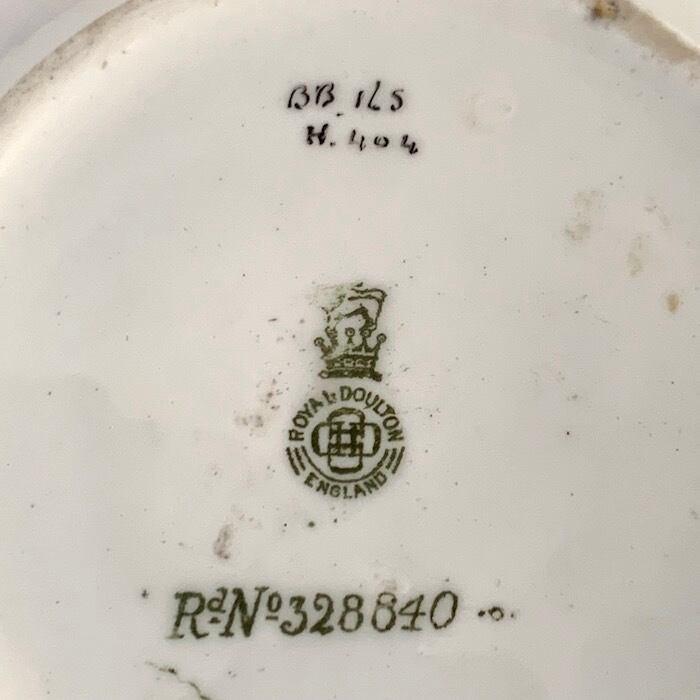 BB. 165
H. 404
ROYAL DOULTON
ENGLAND
Rd. No 328840